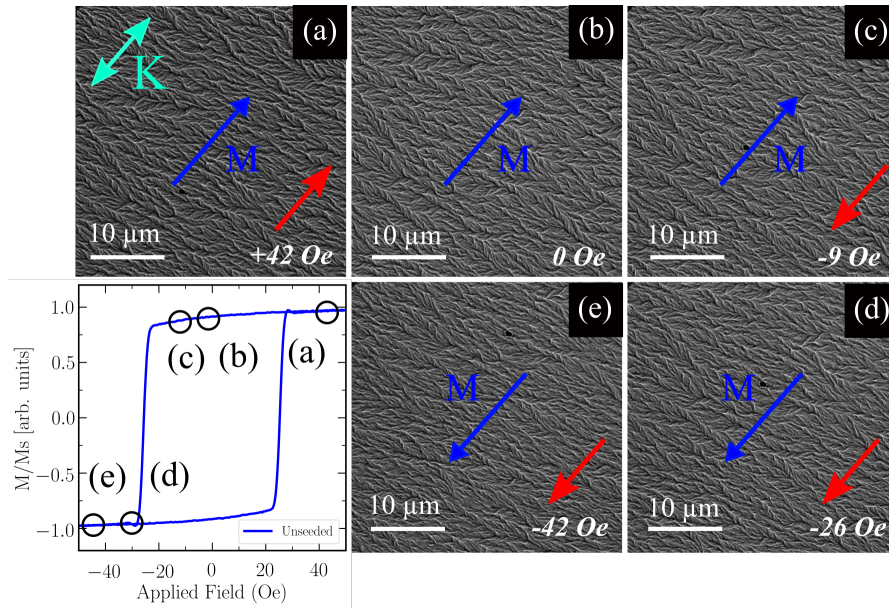 (a)
K
M
10 µm
+42 Oe
(b)
M
0 Oe
(c)
M
10 µm
-9 Oe
M/Ms [arb. units]
1.0
0.5
0.0
−0.5
−1.0
(c) (b) (a)
(e) (d)
Unseeded
−40 −20 0 20 40
Applied Field (Oe)
(e)
M
10 µm
-42 Oe
(d)
M
10 µm
-26 Oe